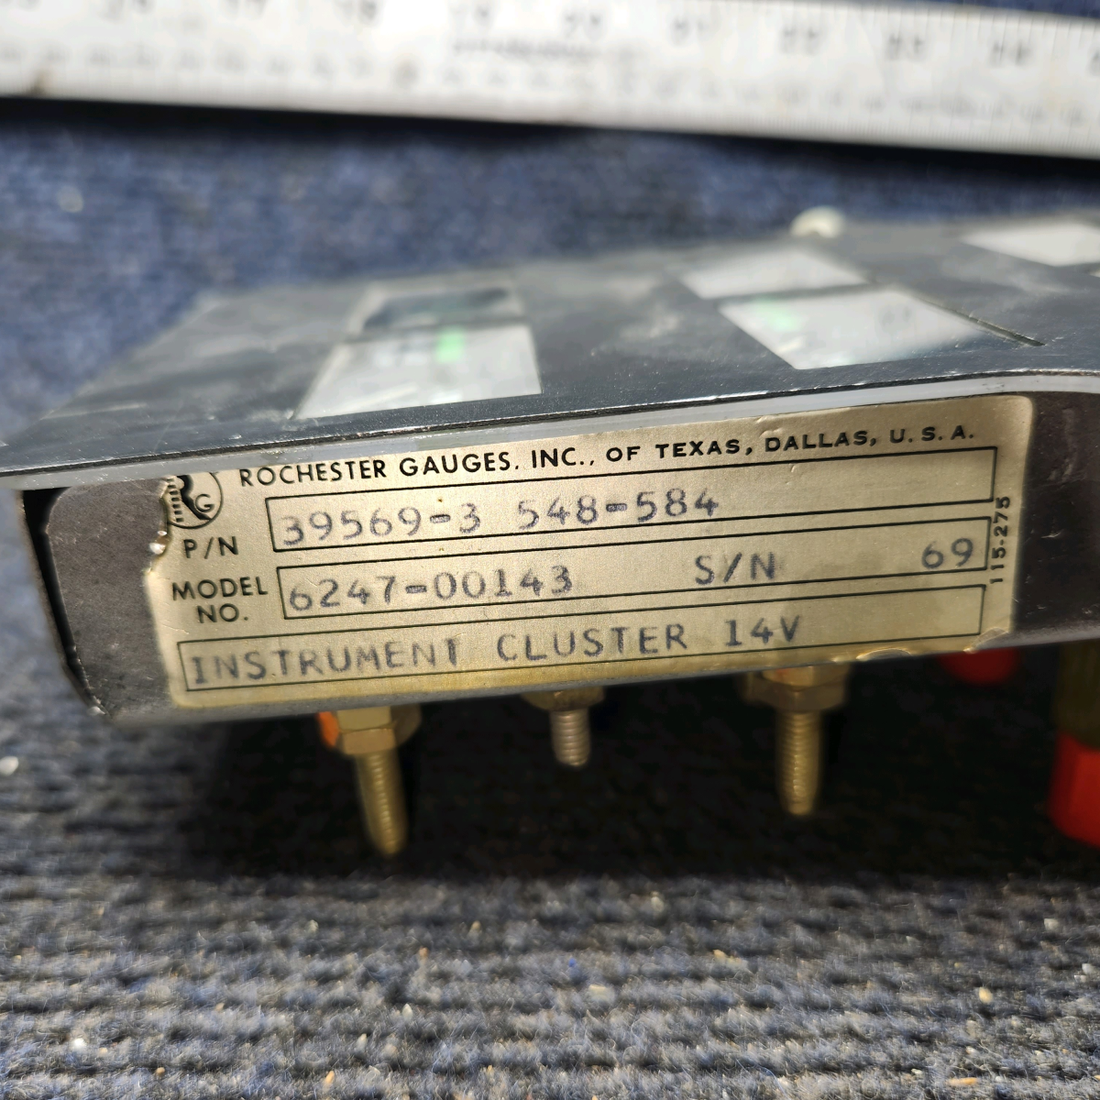 ROCHESTER GAUGES, INC., OF TEXAS, DALLAS, U. S. A.
G
P/N 39569-3 548-584
MODEL NO. 6247-00143 S/N 69
INSTRUMENT CLUSTER 14V
115-275